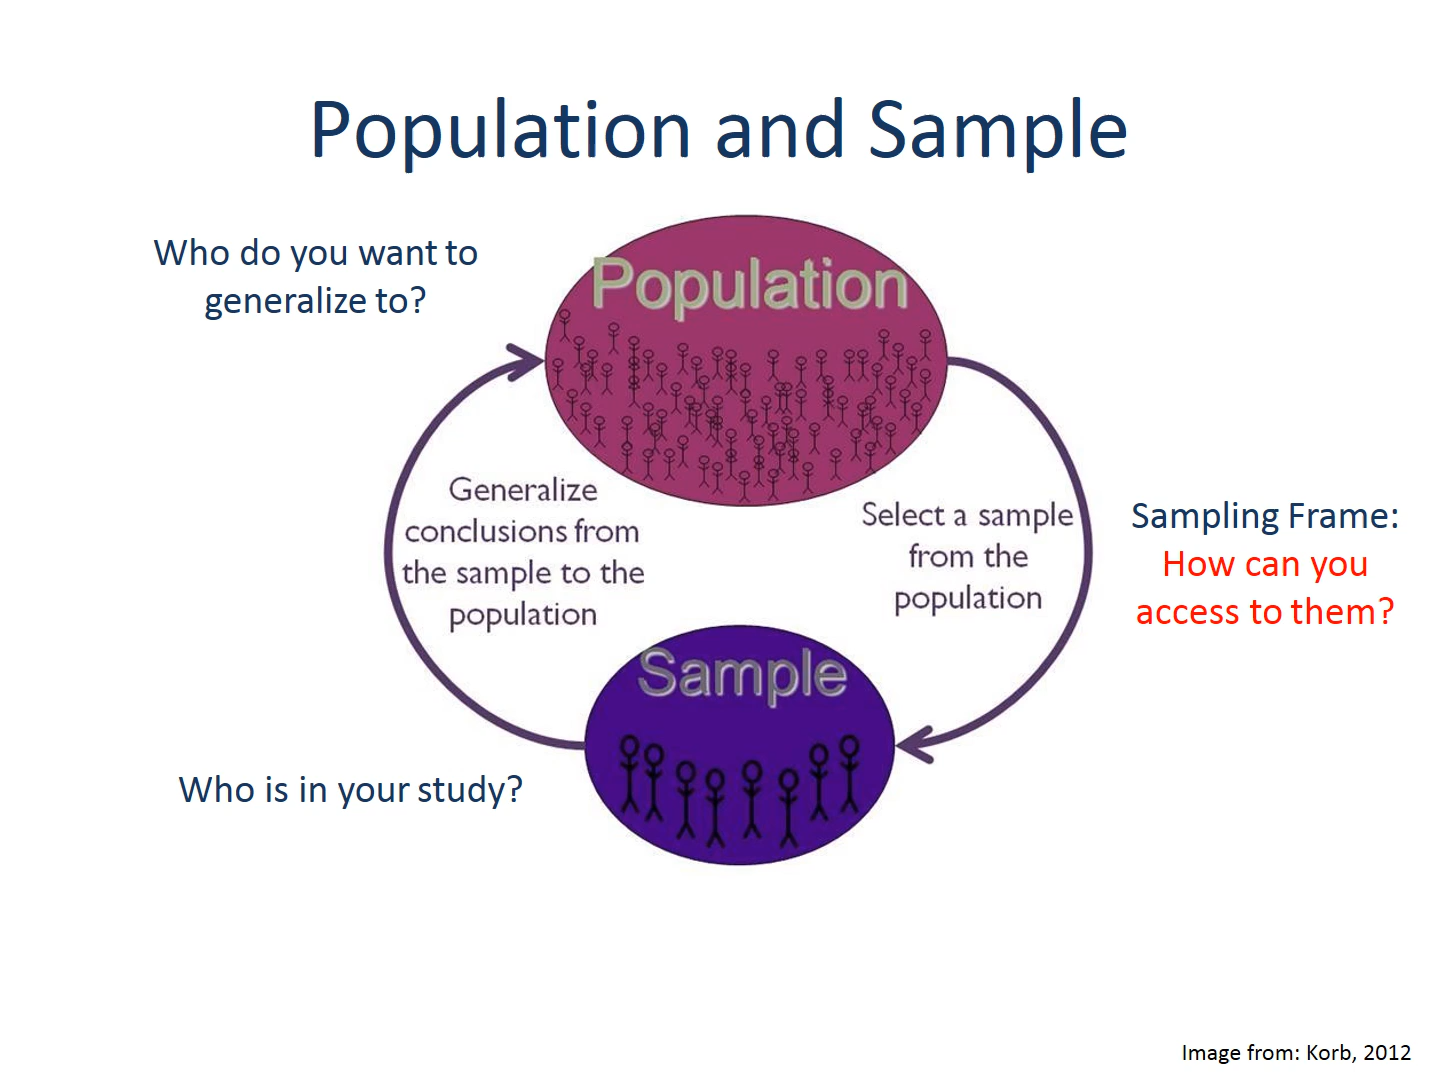 Population and Sample
Who do you want to
generalize to?
Population
Generalize
conclusions from
the sample to the
population
Select a sample
from the
population
Sampling Frame:
How can you
access to them?
Sample
Who is in your study?
Image from: Korb, 2012